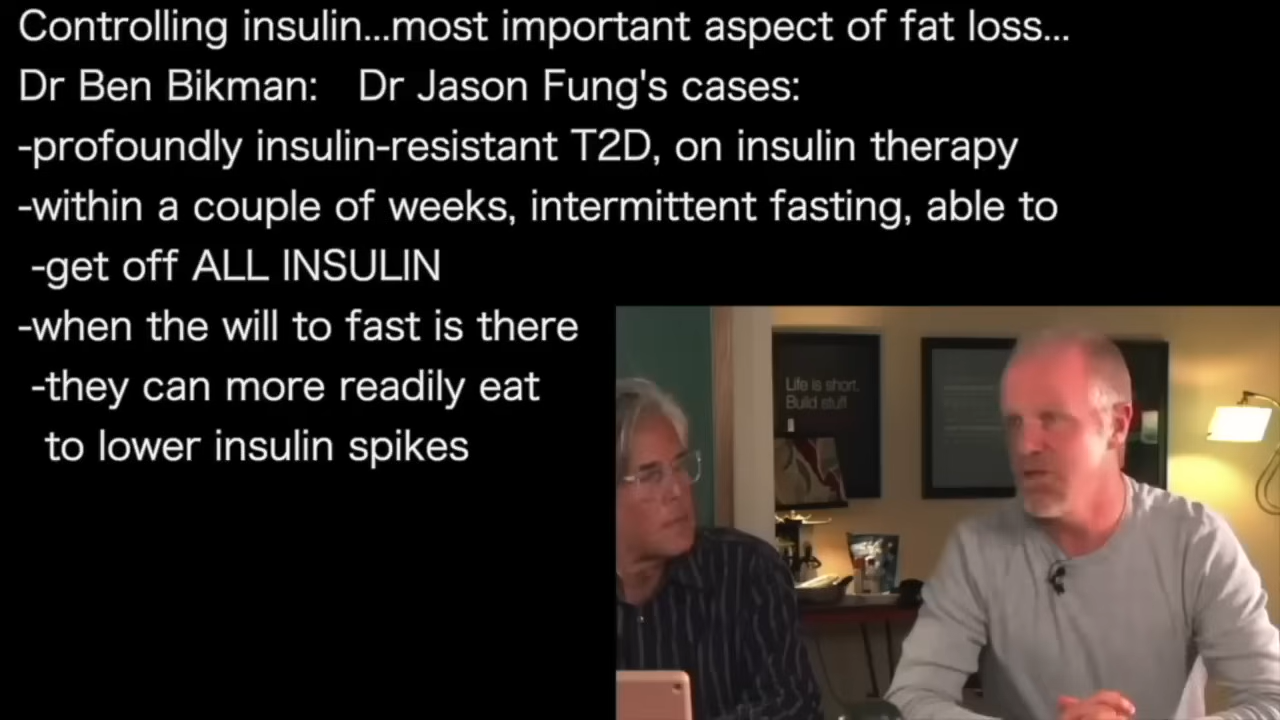 Controlling insulin...most important aspect of fat loss...
Dr Ben Bikman: Dr Jason Fung's cases:
-profoundly insulin-resistant T2D, on insulin therapy
-within a couple of weeks, intermittent fasting, able to
-get off ALL INSULIN
-when the will to fast is there
-they can more readily eat
to lower insulin spikes
Life is short.
Build stuff